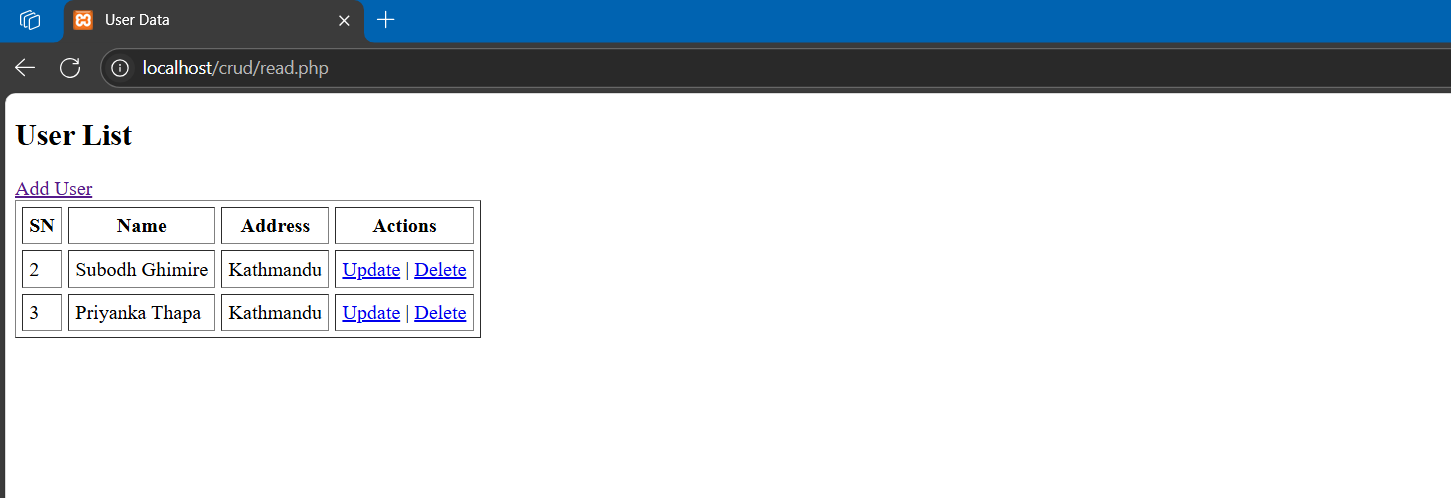 User Data
localhost/crud/read.php
User List
Add User
SN Name Address Actions
2 Subodh Ghimire Kathmandu Update | Delete
3 Priyanka Thapa Kathmandu Update | Delete